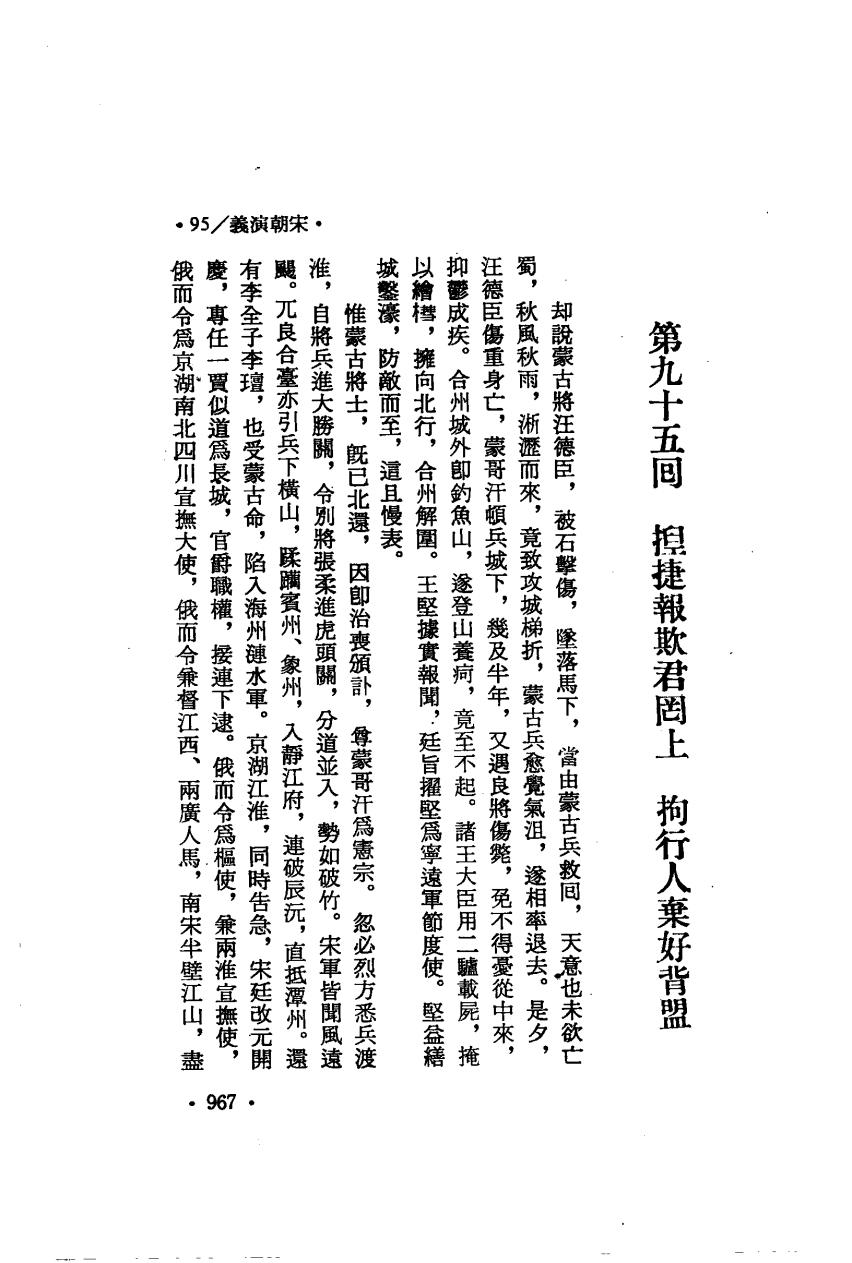 ·95／義演朝宋·
第九十五回　捏捷報欺君罔上　拘行人棄好背盟
却說蒙古將汪德臣，被石擊傷，墜落馬下，當由蒙古兵救回，天意也未欲亡
蜀，秋風秋雨，淅瀝而來，竟致攻城梯折，蒙古兵愈覺氣沮，遂相率退去。是夕，
汪德臣傷重身亡，蒙哥汗頓兵城下，幾及半年，又遇良將傷斃，免不得憂從中來，
抑鬱成疾。合州城外卽釣魚山，遂登山養疴，竟至不起。諸王大臣用二驢載屍，掩
以繪槥，擁向北行，合州解圍。王堅據實報聞，廷旨擢堅爲寧遠軍節度使。堅益繕
城鑿濠，防敵而至，這且慢表。
惟蒙古將士，旣已北還，因卽治喪頒訃，尊蒙哥汗爲憲宗。忽必烈方悉兵渡
淮，自將兵進大勝關，令別將張柔進虎頭關，分道並入，勢如破竹。宋軍皆聞風遠
颺。兀良合臺亦引兵下橫山，蹂躪賓州、象州，入靜江府，連破辰沅，直抵潭州。還
有李全子李璮，也受蒙古命，陷入海州漣水軍。京湖江淮，同時告急，宋廷改元開
慶，專任一賈似道爲長城，官爵職權，接連下逮。俄而令爲樞使，兼兩淮宣撫使，
俄而令爲京湖南北四川宣撫大使，俄而令兼督江西、兩廣人馬，南宋半壁江山，盡
·967·